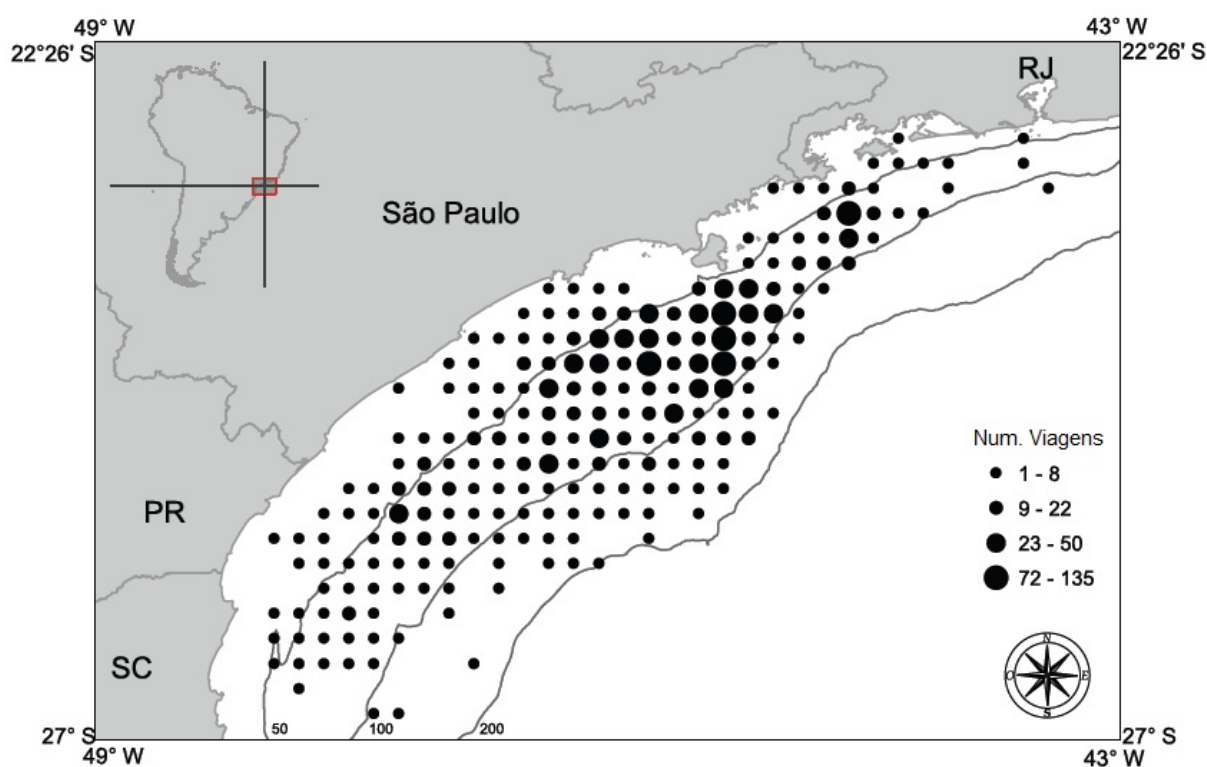 49° W
43° W
22°26' S
22°26' S
RJ
São Paulo
Num. Viagens
1 - 8
9 - 22
23 - 50
72 - 135
PR
SC
N
O
E
S
50
100
200
27° S
27° S
49° W
43° W